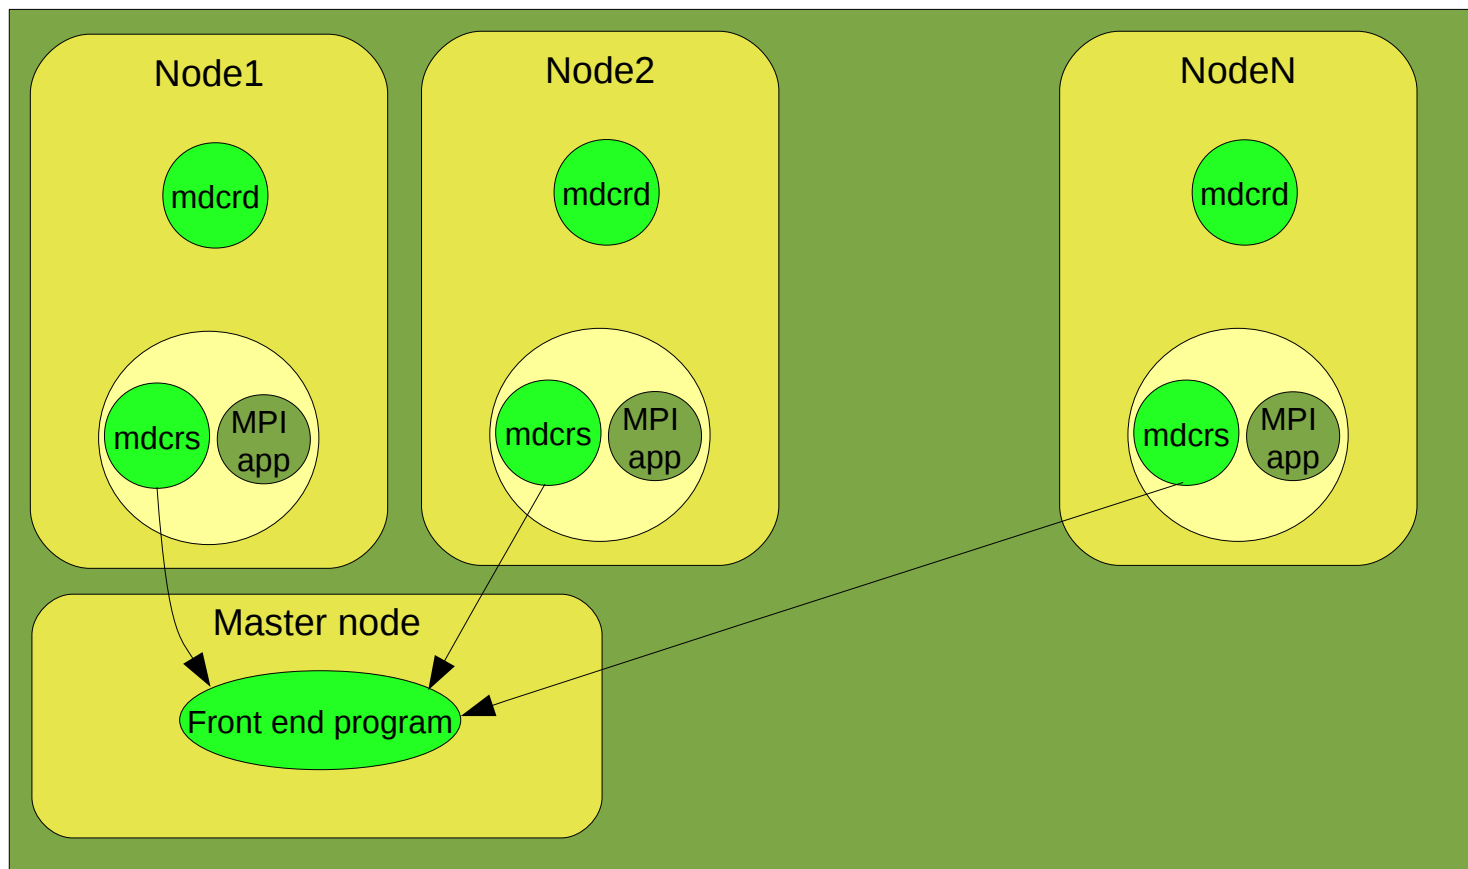 Node1
mdcrd
mdcrs
MPI
app
Node2
mdcrd
mdcrs
MPI
app
NodeN
mdcrd
mdcrs
MPI
app
Master node
Front end program